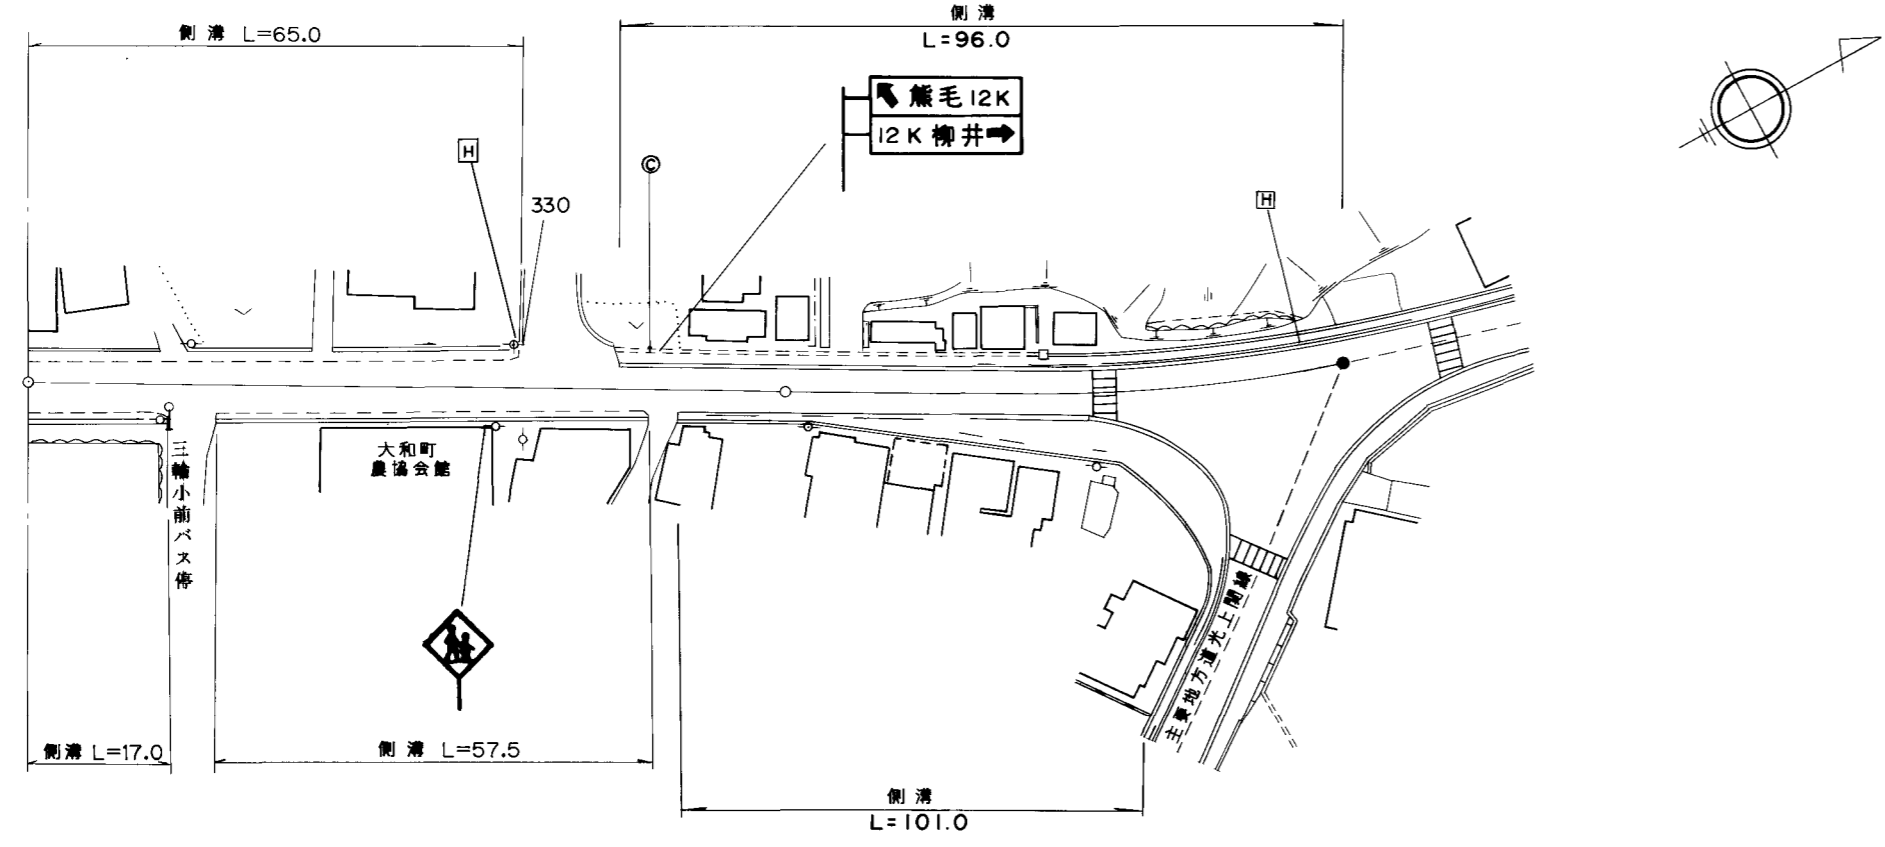 側溝 L=65.0
側溝
L=96.0
熊毛 12K
12K 柳井
H
C
330
H
大和町
農協会館
三輪小前バス停
主要地方道光上関線
側溝 L=17.0
側溝 L=57.5
側溝
L=101.0